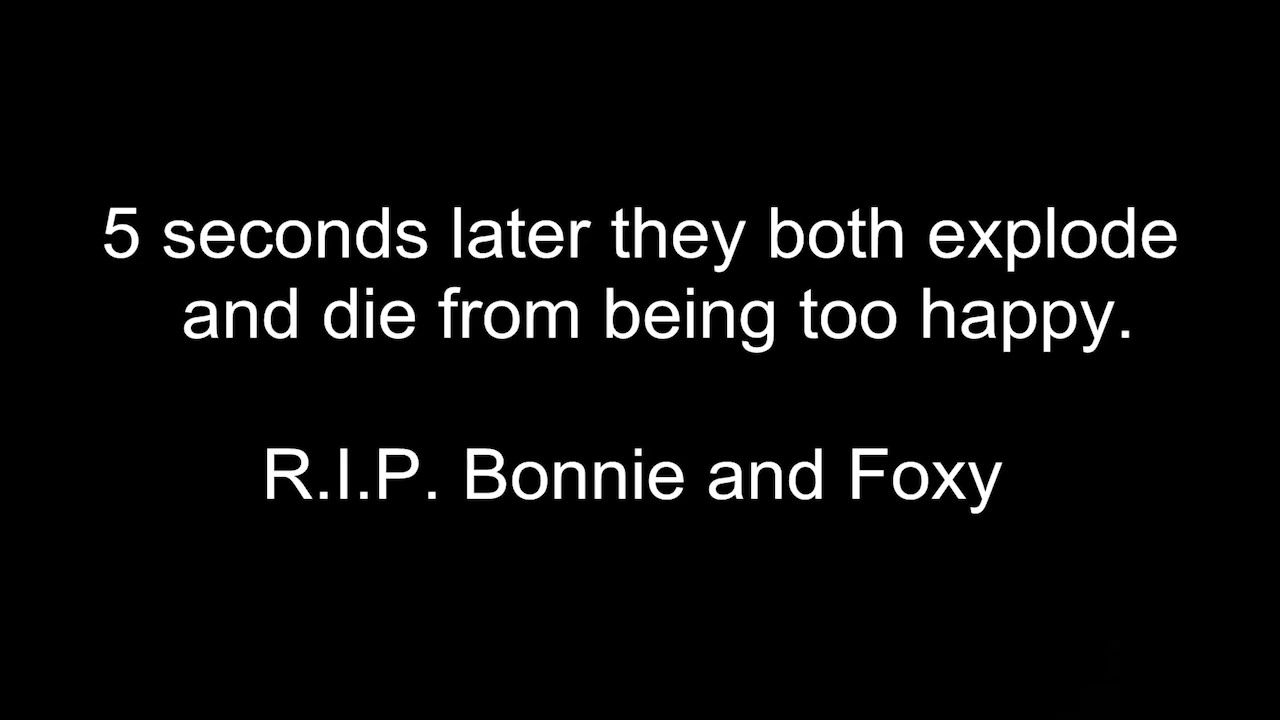 5 seconds later they both explode
and die from being too happy.
R.I.P. Bonnie and Foxy